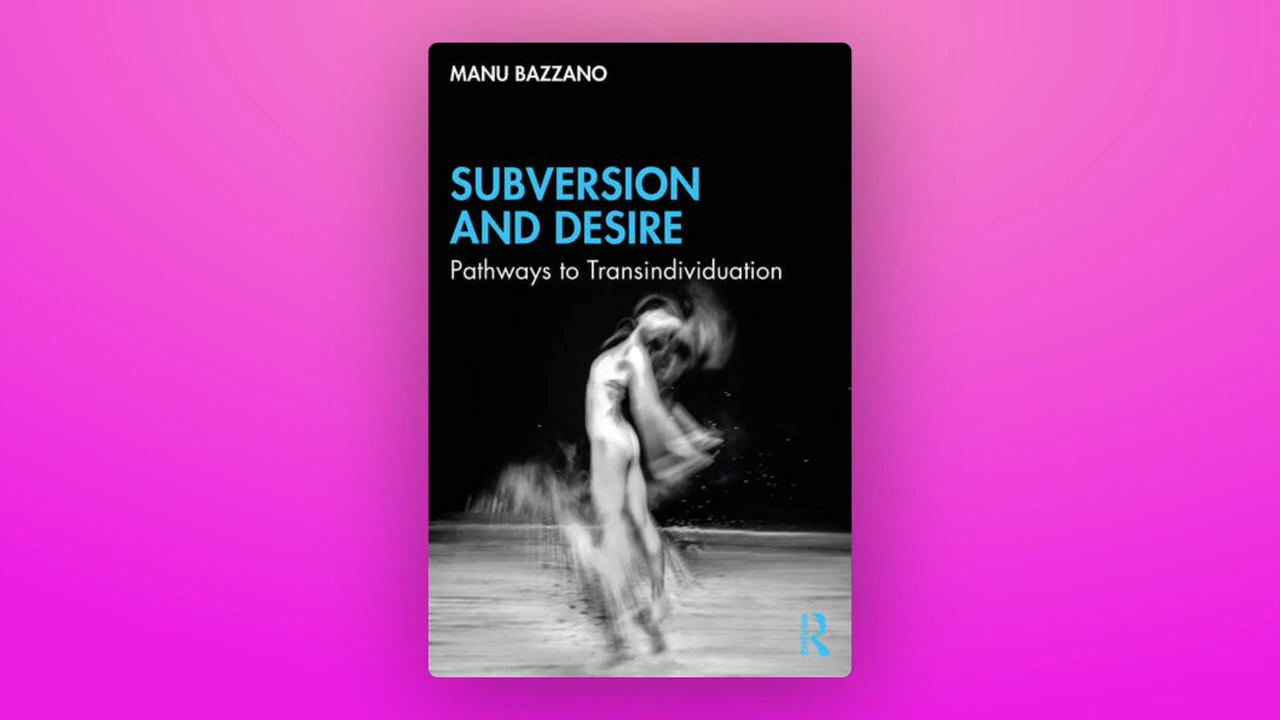 MANU BAZZANO
SUBVERSION
AND DESIRE
Pathways to Transindividuation